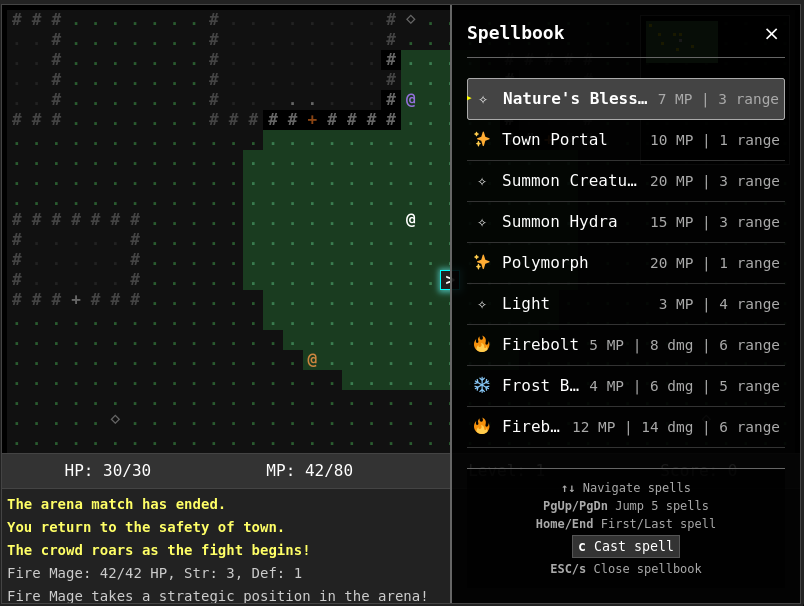 Spellbook ×
Nature's Bless… 7 MP | 3 range
Town Portal 10 MP | 1 range
Summon Creatu… 20 MP | 3 range
Summon Hydra 15 MP | 3 range
Polymorph 20 MP | 1 range
Light 3 MP | 4 range
Firebolt 5 MP | 8 dmg | 6 range
Frost B… 4 MP | 6 dmg | 5 range
Fireb… 12 MP | 14 dmg | 6 range
↑↓ Navigate spells
PgUp/PgDn Jump 5 spells
Home/End First/Last spell
c Cast spell
ESC/s Close spellbook
HP: 30/30 MP: 42/80
The arena match has ended.
You return to the safety of town.
The crowd roars as the fight begins!
Fire Mage: 42/42 HP, Str: 3, Def: 1
Fire Mage takes a strategic position in the arena!